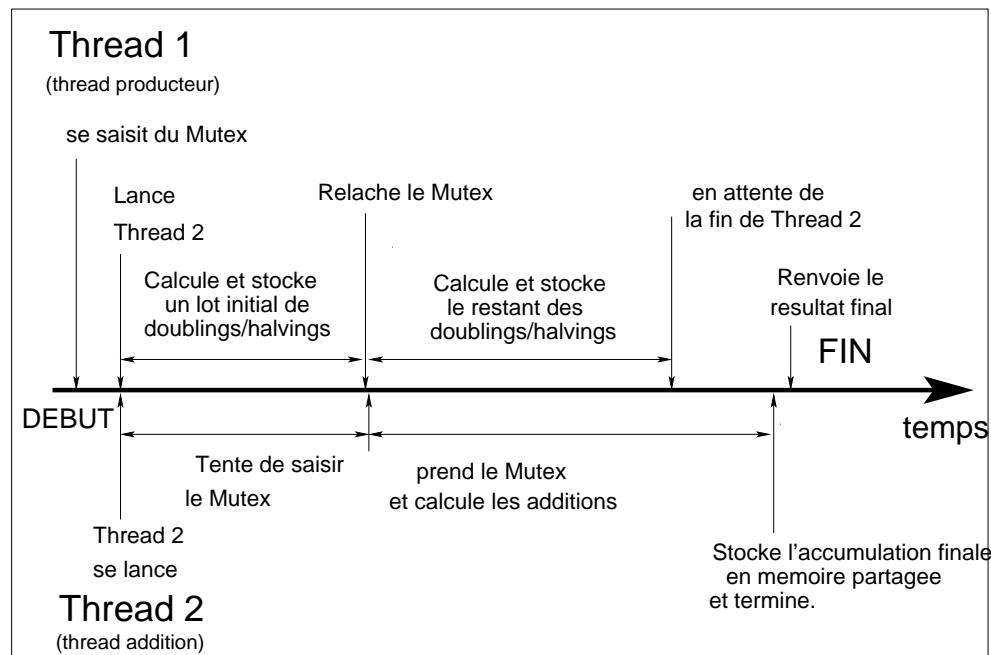 Thread 1
(thread producteur)
se saisit du Mutex
Lance
Thread 2
Relache le Mutex
en attente de
la fin de Thread 2
Calcule et stocke
un lot initial de
doublings/halvings
Calcule et stocke
le restant des
doublings/halvings
Renvoie le
resultat final
FIN
DEBUT
temps
Tente de saisir
le Mutex
prend le Mutex
et calcule les additions
Thread 2
se lance
Stocke l'accumulation finale
en memoire partagee
et termine.
Thread 2
(thread addition)